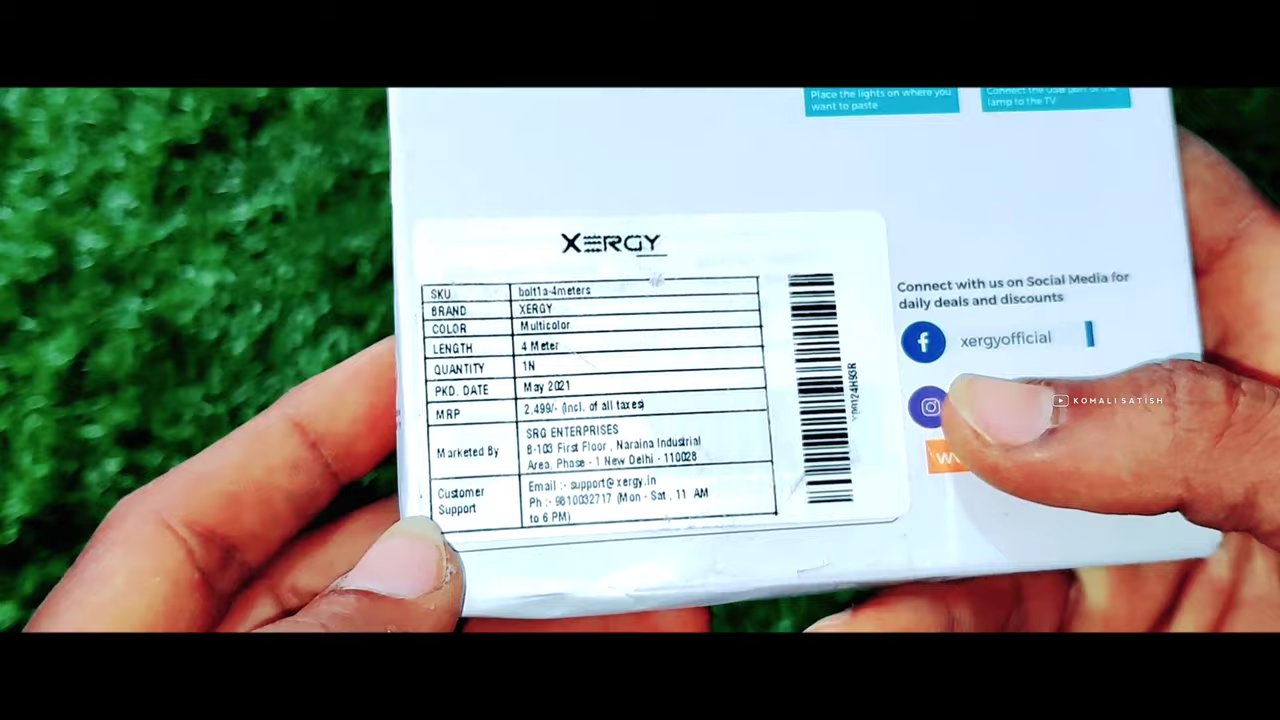 Place the lights on where you
want to paste
Connect the USB port of the
lamp to the TV
XERGY
SKU bolt1a-4meters
BRAND XERGY
COLOR Multicolor
LENGTH 4 Meter
QUANTITY 1N
PKD. DATE May 2021
MRP 2,499/- (incl. of all taxes)
Marketed By
SRG ENTERPRISES
B-103 First Floor , Naraina Industrial
Area, Phase - 1 New Delhi - 110028
Customer
Support
Email :- support@xergy.in
Ph :- 9810032717 (Mon - Sat , 11 AM
to 6 PM)
Connect with us on Social Media for
daily deals and discounts
xergyofficial
KOMALI SATISH